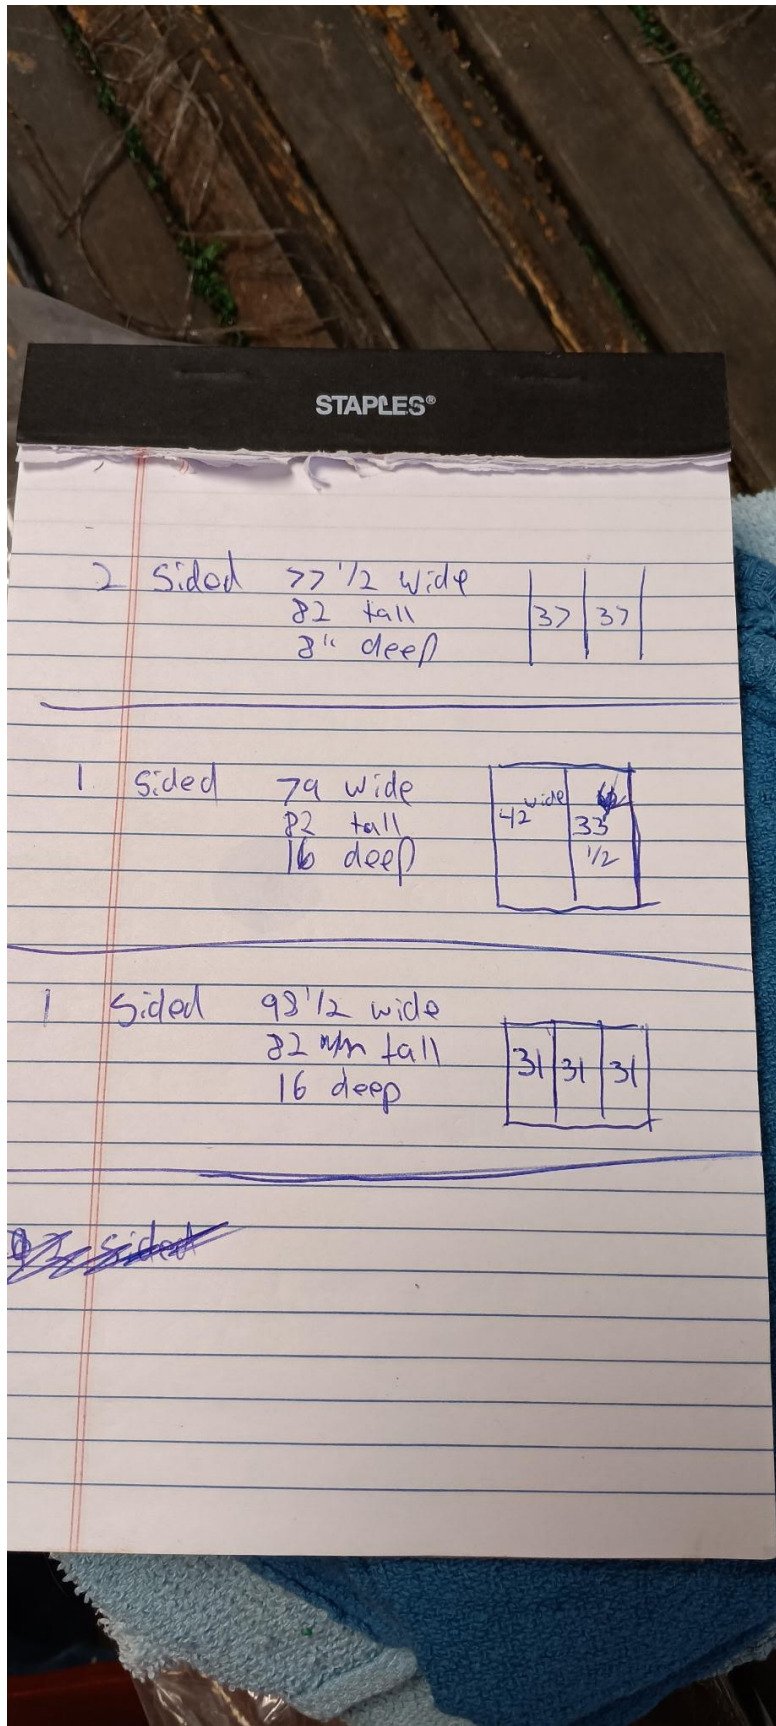 STAPLES®
2 Sided 77 1/2 wide
82 tall
37 37
8" deep
1 Sided 79 wide
42 wide
82 tall
33
16 deep
1/2
1 Sided 98 1/2 wide
82 tall
31 31 31
16 deep
sided